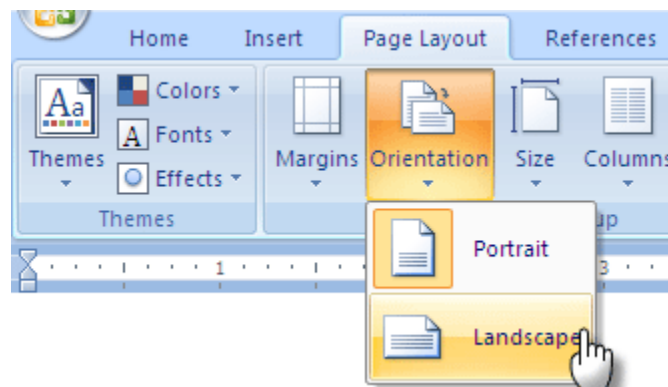 Home Insert Page Layout References
Aa
Colors
A Fonts
Effects
Themes
Margins Orientation Size Columns
Themes
up
Portrait
1 3
Landscape